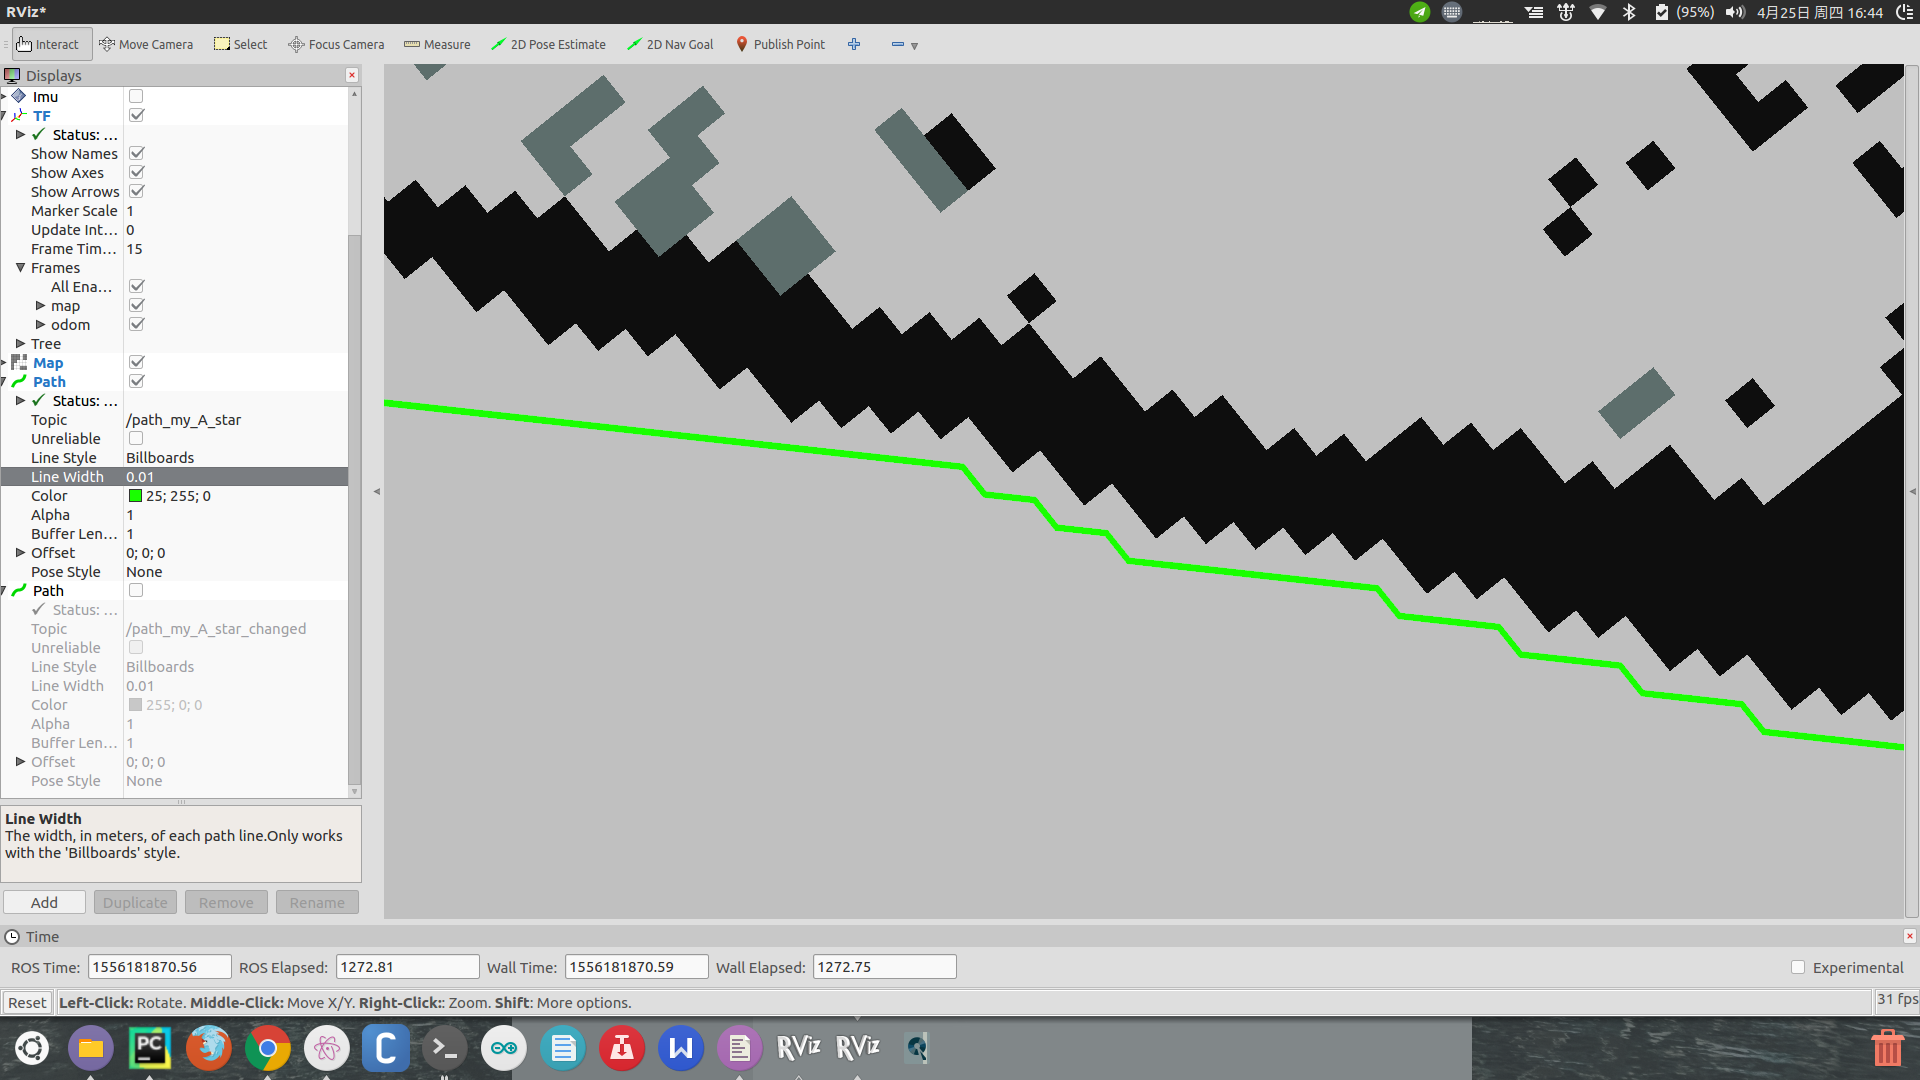 RViz*
(95%) 4月25日 周四 16:44
Interact Move Camera Select Focus Camera Measure 2D Pose Estimate 2D Nav Goal Publish Point
Displays
Imu
TF
Status: ...
Show Names
Show Axes
Show Arrows
Marker Scale 1
Update Int... 0
Frame Tim... 15
Frames
All Ena...
map
odom
Tree
Map
Path
Status: ...
Topic /path_my_A_star
Unreliable
Line Style Billboards
Line Width 0.01
Color 25; 255; 0
Alpha 1
Buffer Len... 1
Offset 0; 0; 0
Pose Style None
Path
Status: ...
Topic /path_my_A_star_changed
Unreliable
Line Style Billboards
Line Width 0.01
Color 255; 0; 0
Alpha 1
Buffer Len... 1
Offset 0; 0; 0
Pose Style None
Line Width
The width, in meters, of each path line.Only works
with the 'Billboards' style.
Add Duplicate Remove Rename
Time
ROS Time: 1556181870.56 ROS Elapsed: 1272.81 Wall Time: 1556181870.59 Wall Elapsed: 1272.75 Experimental
Reset Left-Click: Rotate. Middle-Click: Move X/Y. Right-Click:: Zoom. Shift: More options. 31 fps
PC C W RViz RViz